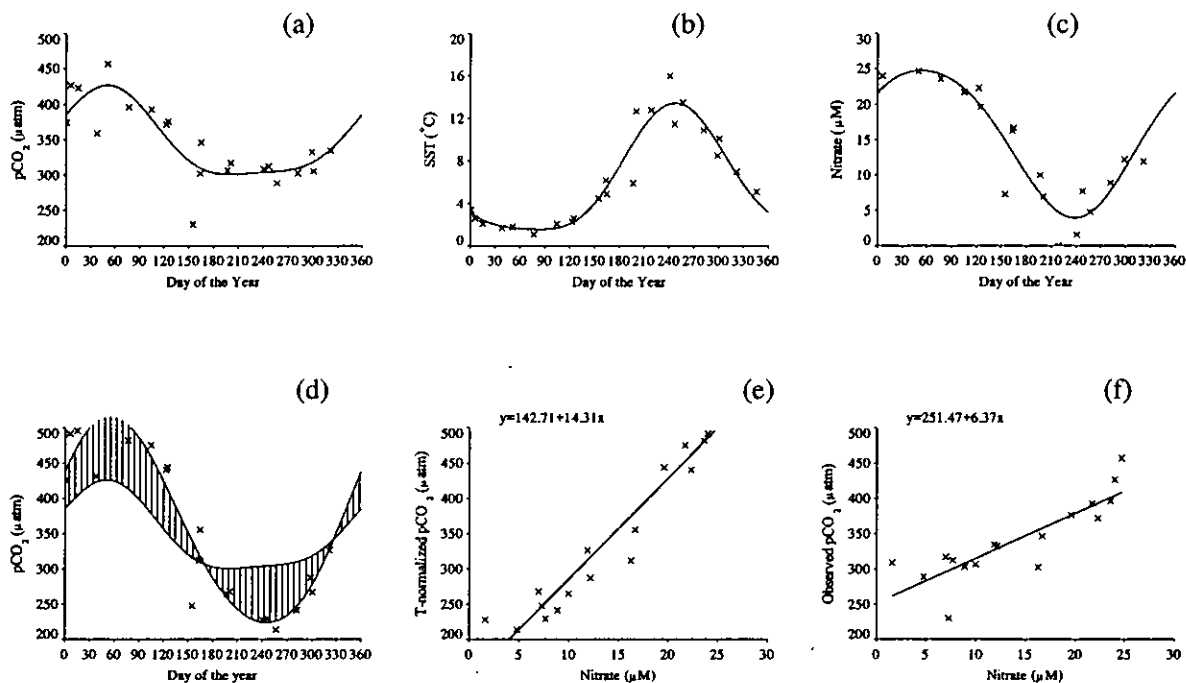 (a)
500
450
400
350
300
250
200
pCO2 (µatm)
0 30 60 90 120 150 180 210 240 270 300 330 360
Day of the Year
(b)
20
16
12
8
4
0
SST (°C)
0 30 60 90 120 150 180 210 240 270 300 330 360
Day of the Year
(c)
30
25
20
15
10
5
0
Nitrate (µM)
0 30 60 90 120 150 180 210 240 270 300 330 360
Day of the Year
(d)
500
450
400
350
300
250
200
pCO2 (µatm)
0 30 60 90 120 150 180 210 240 270 300 330 360
Day of the year
(e)
y=142.71+14.31x
500
450
400
350
300
250
200
T-normalized pCO2 (µatm)
0 5 10 15 20 25 30
Nitrate (µM)
(f)
y=251.47+6.37x
500
450
400
350
300
250
200
Observed pCO2 (µatm)
0 5 10 15 20 25 30
Nitrate (µM)